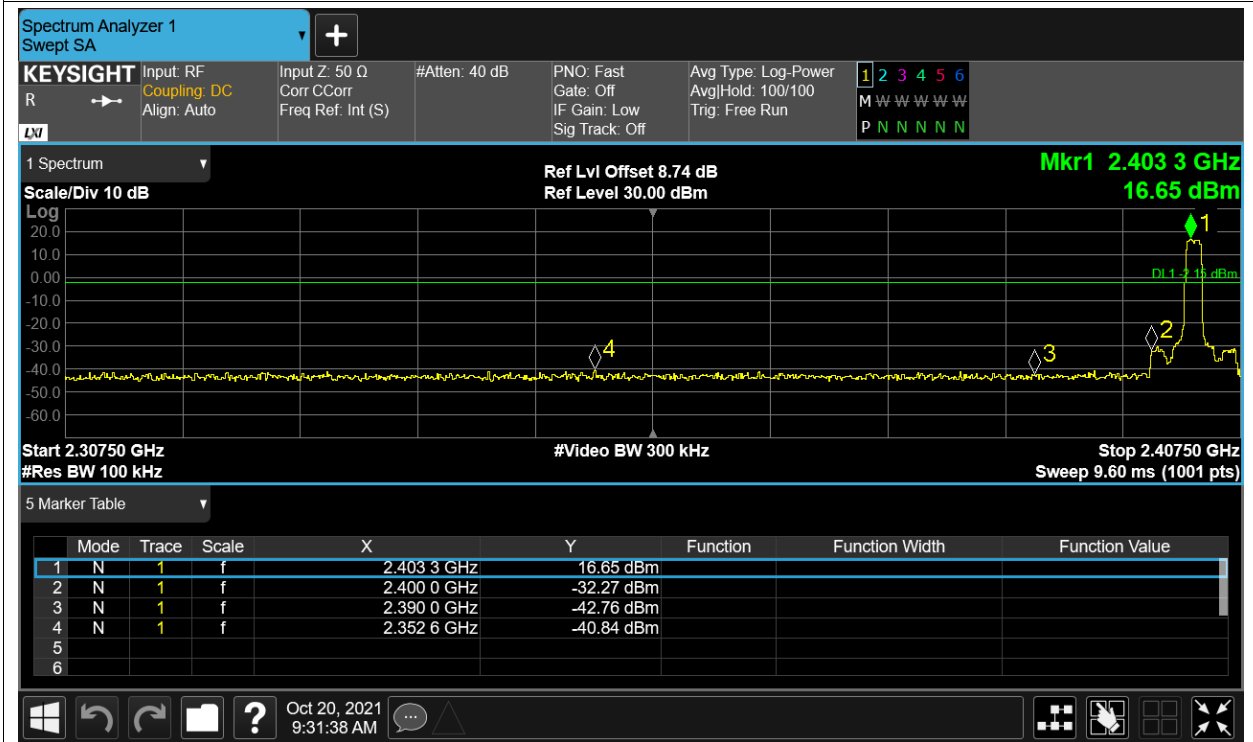 Spectrum Analyzer 1
Swept SA
+
KEYSIGHT Input: RF Input Z: 50 Ω #Atten: 40 dB PNO: Fast Avg Type: Log-Power 1 2 3 4 5 6
R Coupling: DC Corr CCorr Gate: Off Avg|Hold: 100/100 M W W W W W
Align: Auto Freq Ref: Int (S) IF Gain: Low Trig: Free Run
LXI Sig Track: Off P N N N N N
1 Spectrum Ref Lvl Offset 8.74 dB Mkr1 2.403 3 GHz
Scale/Div 10 dB Ref Level 30.00 dBm 16.65 dBm
Log
1
20.0
10.0
0.00 DL1 -2.15 dBm
-10.0
-20.0
2
-30.0
4 3
-40.0
-50.0
-60.0
Start 2.30750 GHz #Video BW 300 kHz Stop 2.40750 GHz
#Res BW 100 kHz Sweep 9.60 ms (1001 pts)
5 Marker Table
Mode Trace Scale X Y Function Function Width Function Value
1 N 1 f 2.403 3 GHz 16.65 dBm
2 N 1 f 2.400 0 GHz -32.27 dBm
3 N 1 f 2.390 0 GHz -42.76 dBm
4 N 1 f 2.352 6 GHz -40.84 dBm
5
6
? Oct 20, 2021
9:31:38 AM